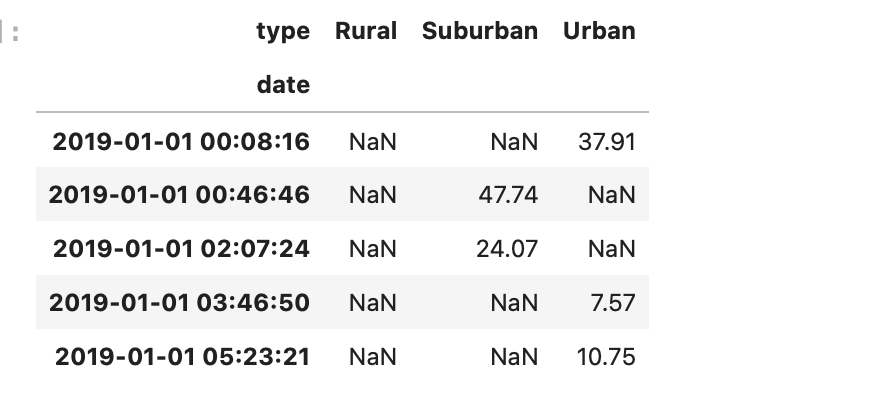 ]:
type Rural Suburban Urban
date
2019-01-01 00:08:16 NaN NaN 37.91
2019-01-01 00:46:46 NaN 47.74 NaN
2019-01-01 02:07:24 NaN 24.07 NaN
2019-01-01 03:46:50 NaN NaN 7.57
2019-01-01 05:23:21 NaN NaN 10.75